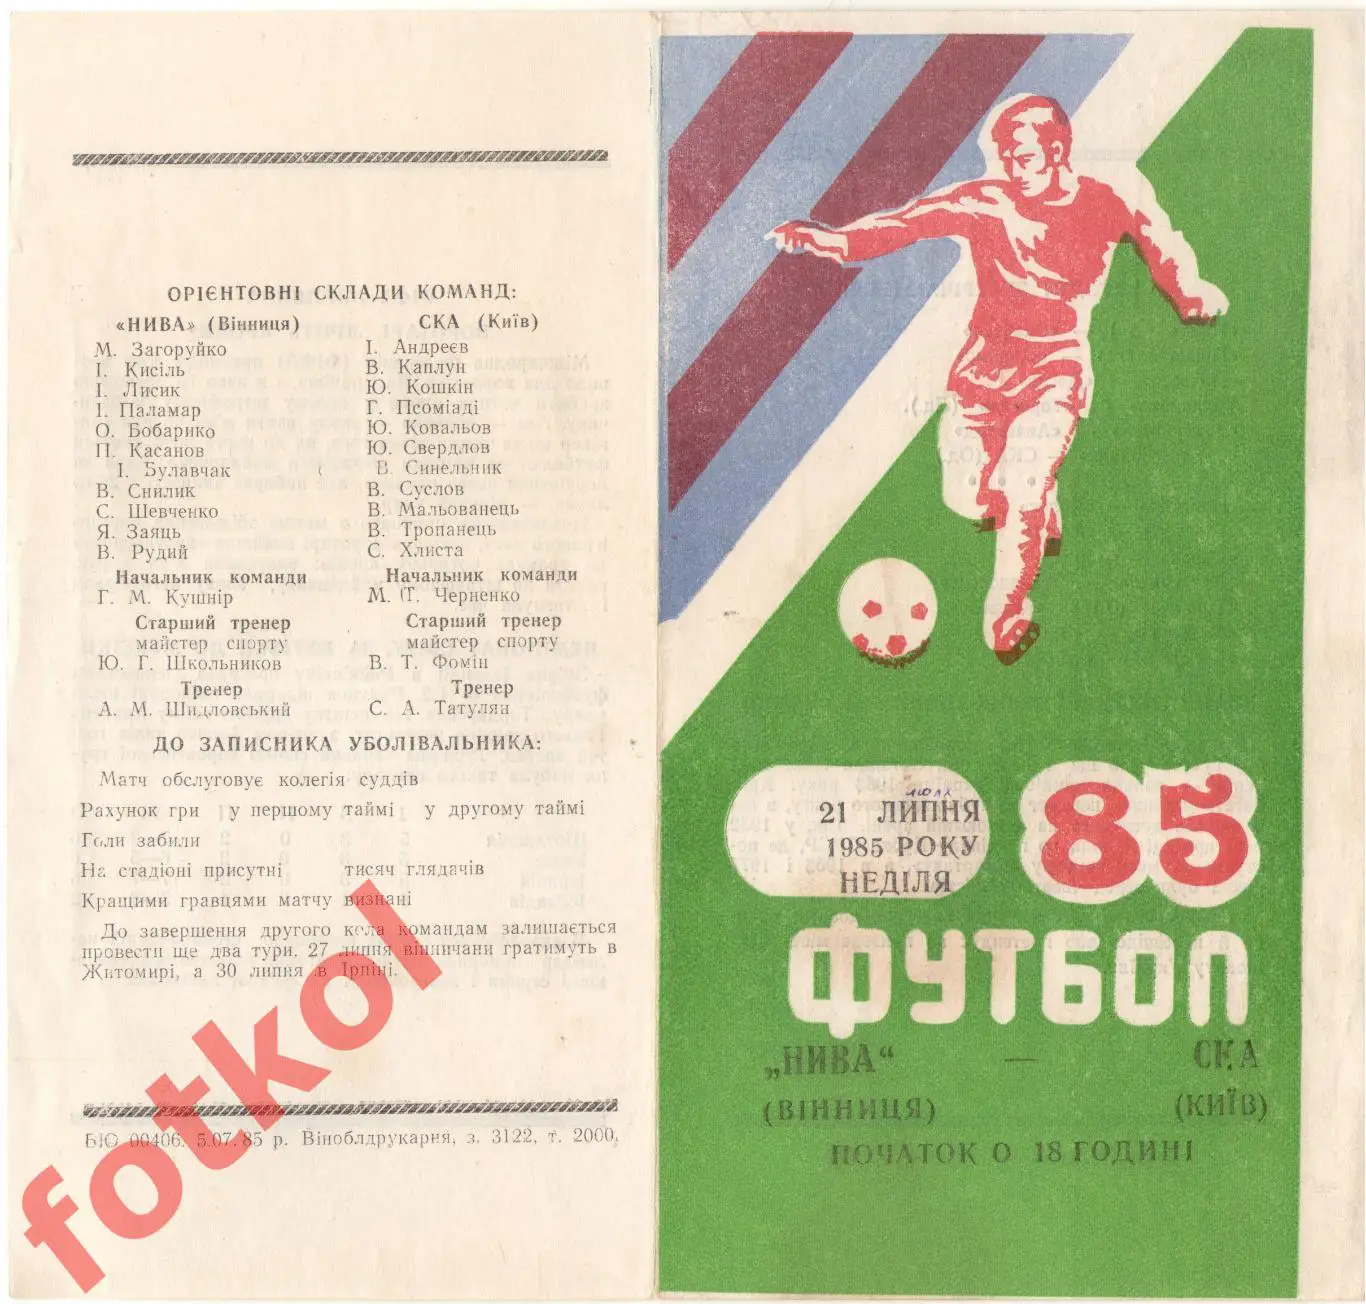 ОРІЄНТОВНІ СКЛАДИ КОМАНД:
«НИВА» (Вінниця)
М. Загоруйко
І. Кисіль
І. Лисик
І. Паламар
О. Бобарико
П. Касанов
І. Булавчак
В. Снйлик
С. Шевченко
Я. Заяць
В. Рудий
Начальник команди
Г. М. Кушнір
Старший тренер
майстер спорту
Ю. Г. Школьников
Тренер
А. М. Шидловський
СКА (Київ)
І. Андреєв
В. Каплун
Ю. Кошкін
Г. Псоміаді
Ю. Ковальов
Ю. Свердлов
В. Синельник
В. Суслов
В. Мальованець
В. Тропанець
С. Хлиста
Начальник команди
М. Т. Черненко
Старший тренер
майстер спорту
В. Т. Фомін
Тренер
С. А. Татулян
ДО ЗАПИСНИКА УБОЛІВАЛЬНИКА:
Матч обслуговує колегія суддів
Рахунок гри у першому таймі у другому таймі
Голи забили
На стадіоні присутні тисяч глядачів
Кращими гравцями матчу визнані
До завершення другого кола командам залишається
провести ще два тури. 27 липня вінничани гратимуть в
Житомирі, а 30 липня в Ірпіні.
БЮ 00406. 5.07.85 р. Віноблдрукарня, з. 3122, т. 2000.
fotkol
июля
21 ЛИПНЯ
1985 РОКУ
НЕДІЛЯ
85
ФУТБОЛ
„НИВА“ — СКА
(ВІННИЦЯ) (КИЇВ)
ПОЧАТОК О 18 ГОДИНІ